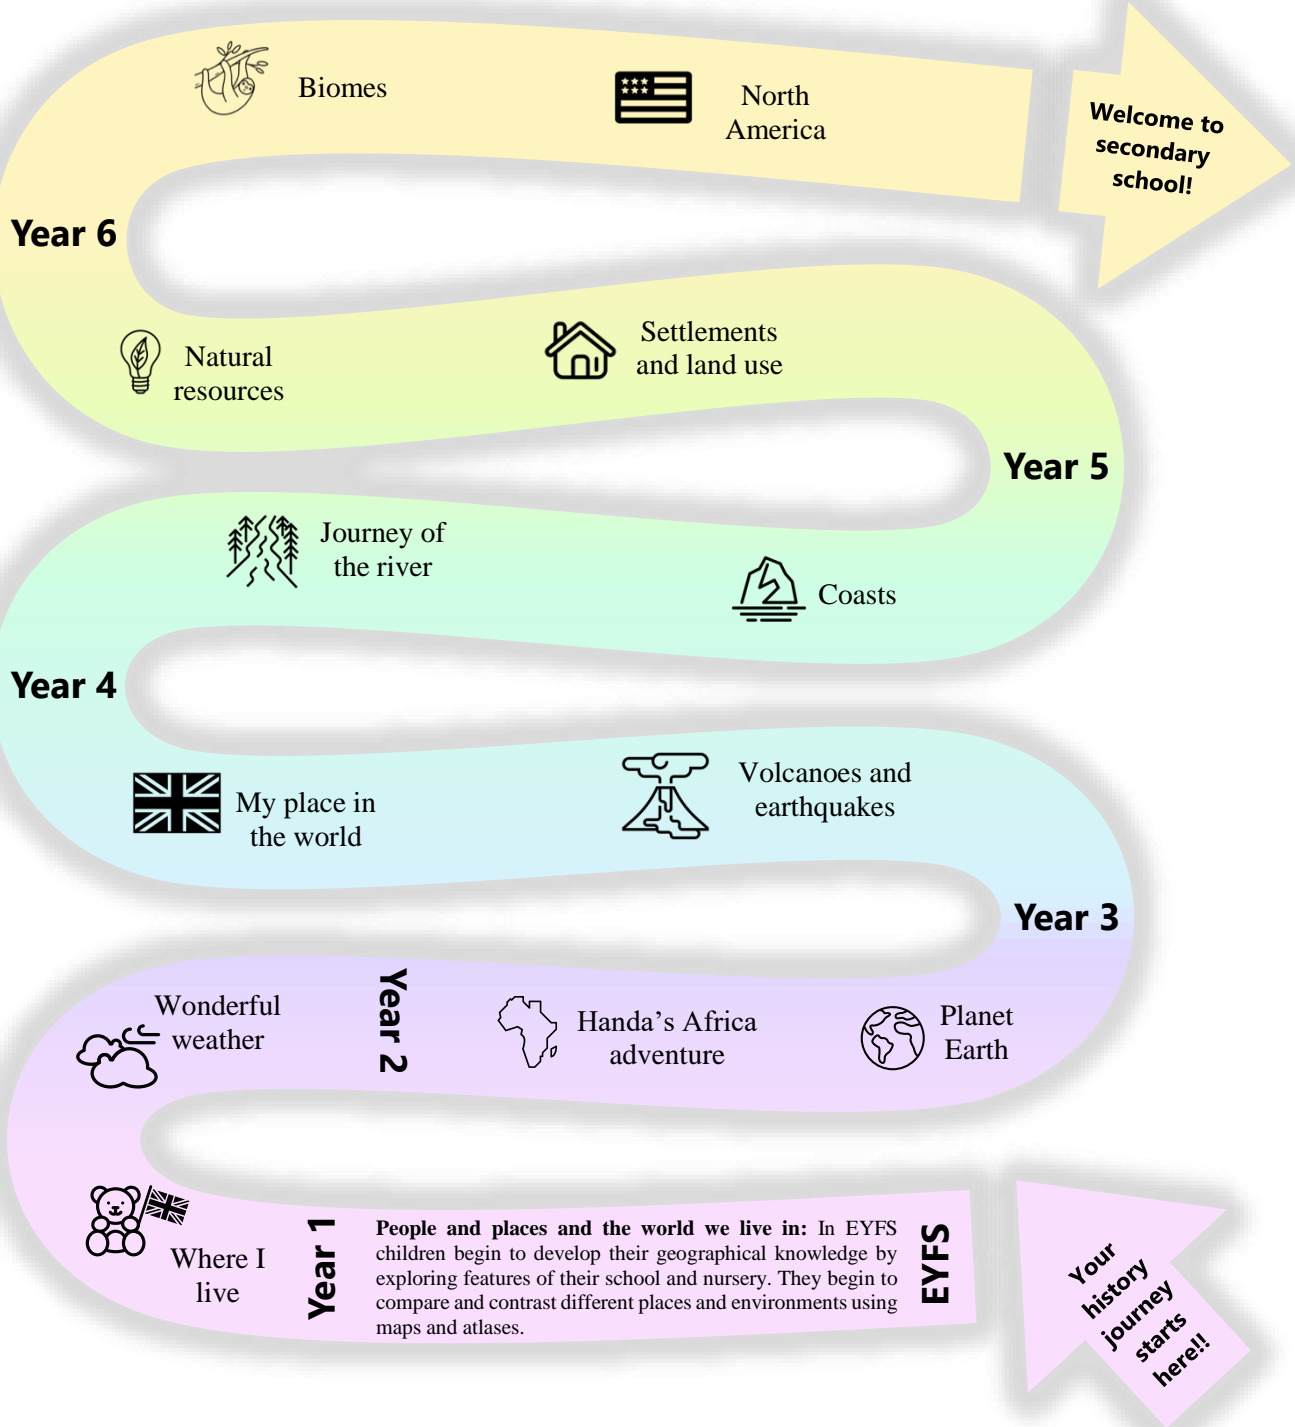 Biomes
North
America
Welcome to
secondary
school!
Year 6
Natural
resources
Settlements
and land use
Year 5
Journey of
the river
Coasts
Year 4
My place in
the world
Volcanoes and
earthquakes
Year 3
Wonderful
weather
Year 2
Handa’s Africa
adventure
Planet
Earth
Where I
live
Year 1
People and places and the world we live in: In EYFS
children begin to develop their geographical knowledge by
exploring features of their school and nursery. They begin to
compare and contrast different places and environments using
maps and atlases.
EYFS
Your
history
journey
starts
here!!